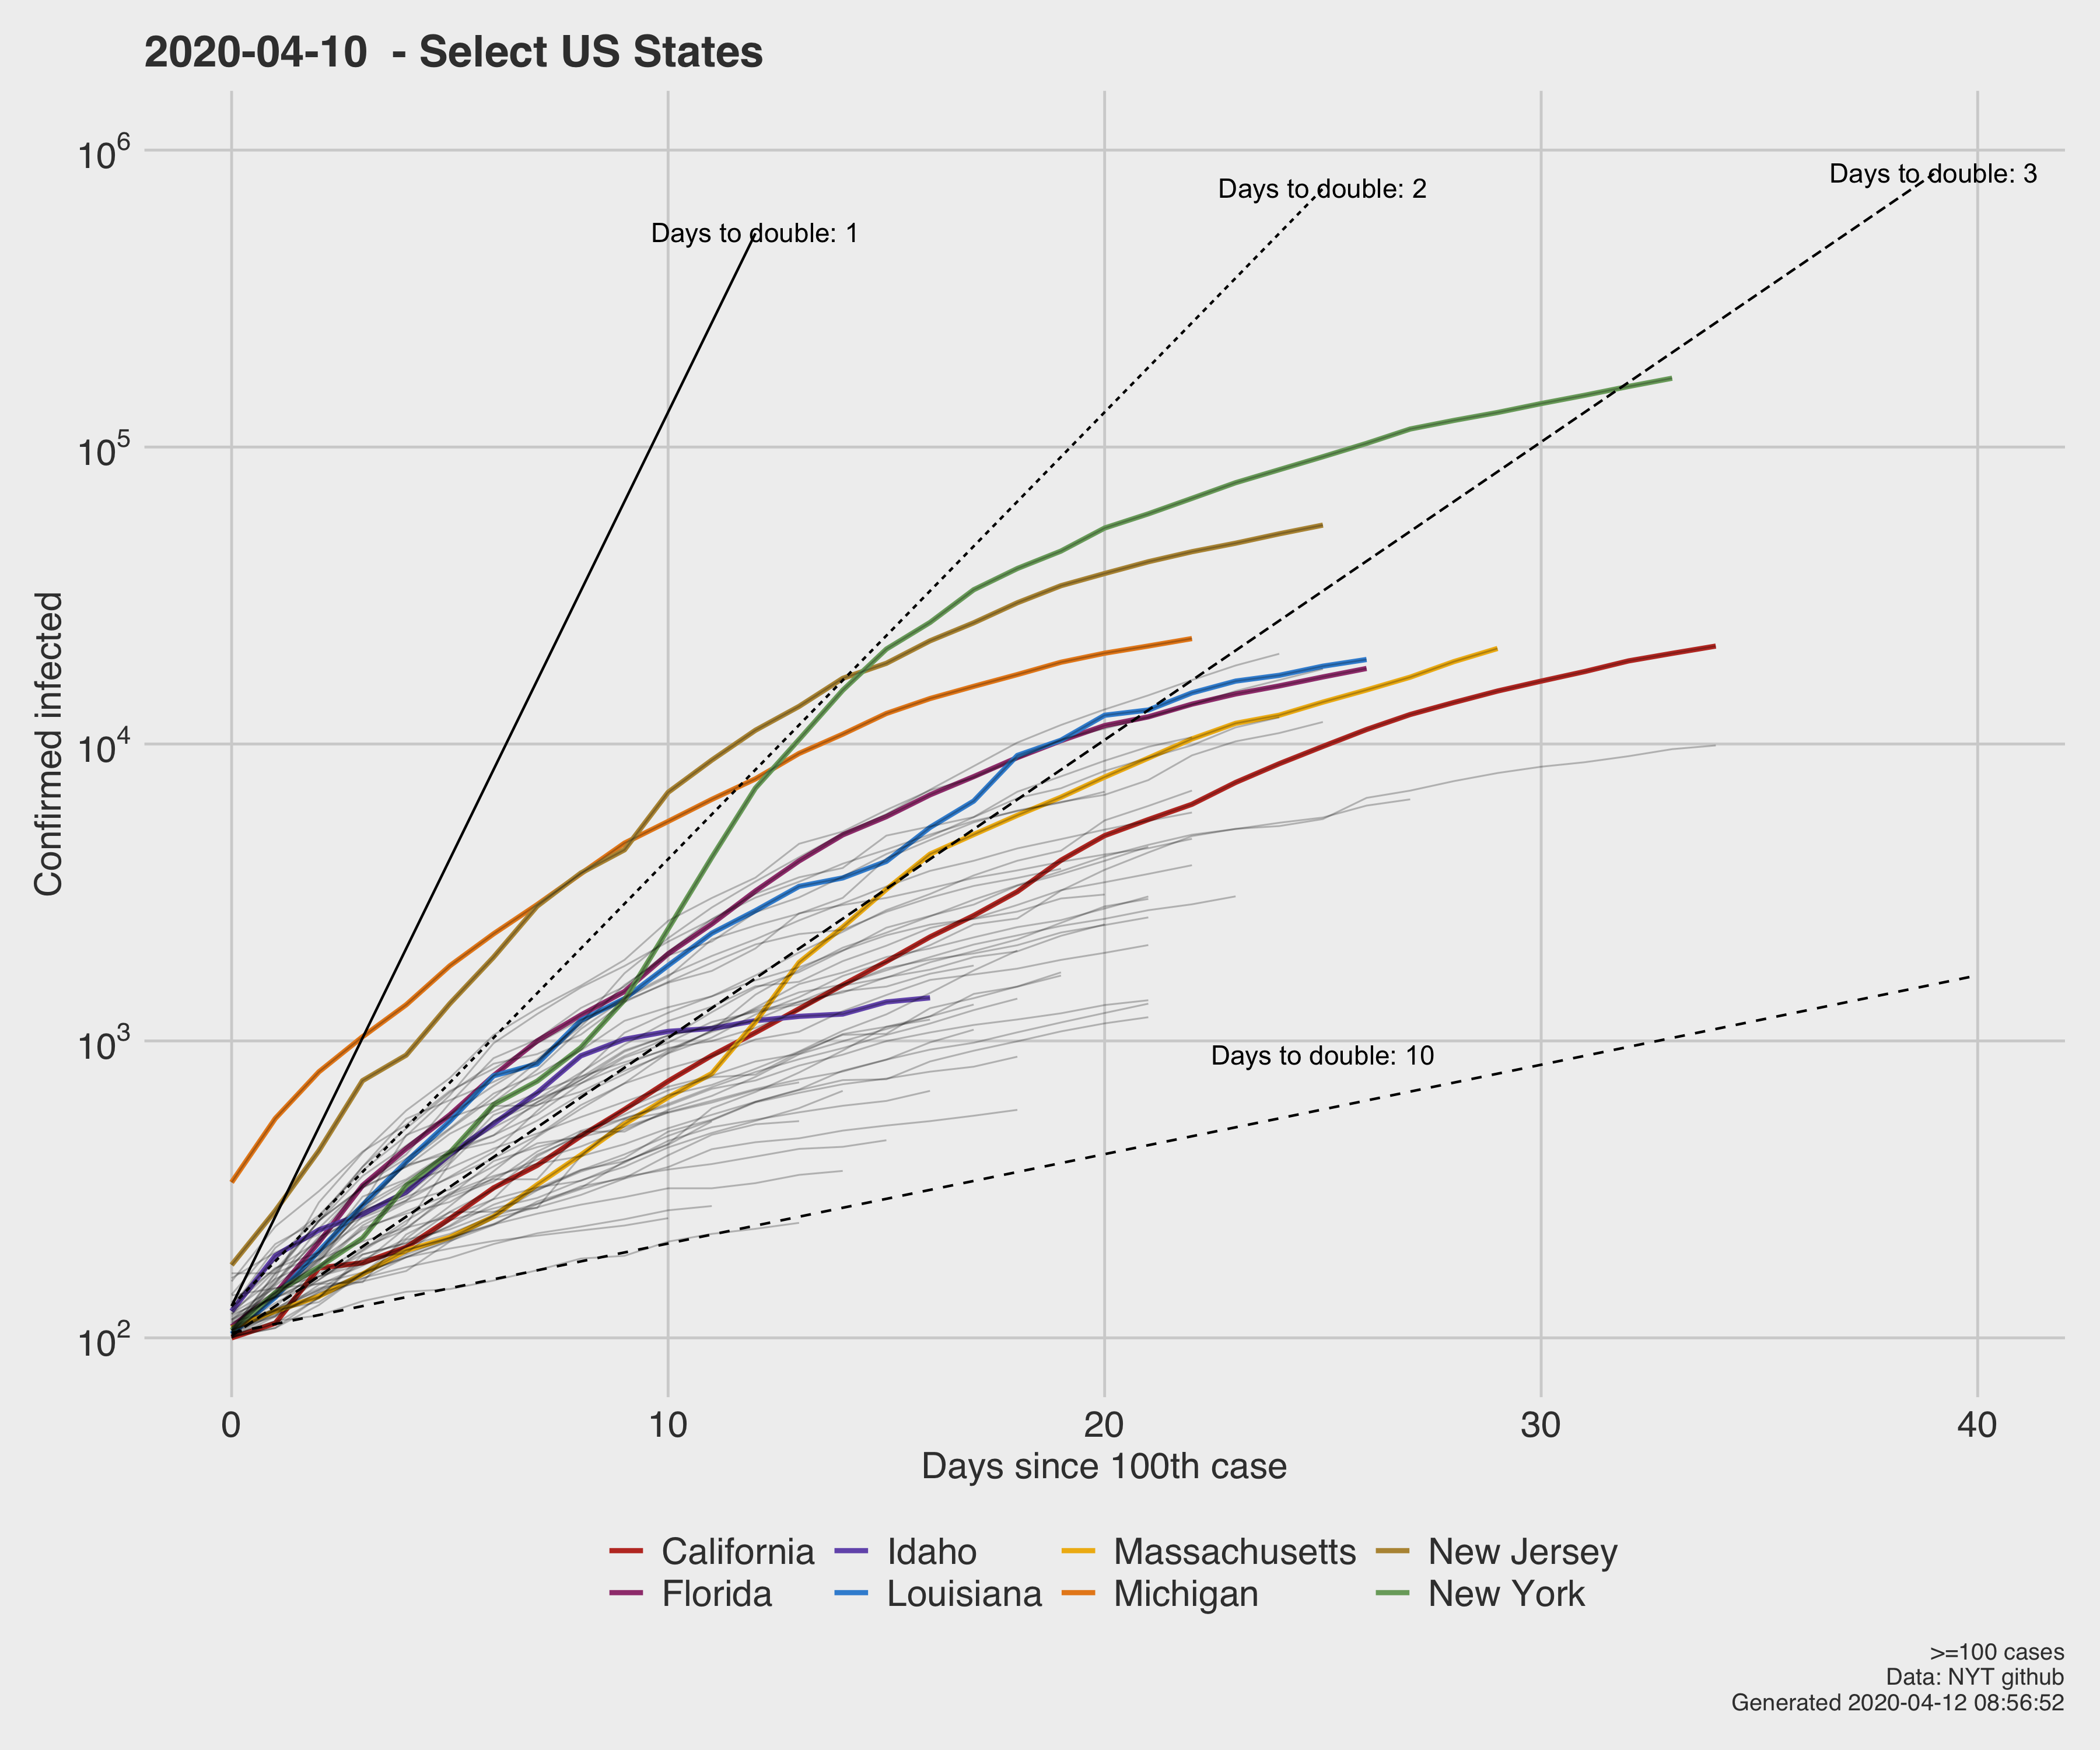 2020-04-10  - Select US States
10⁶
10⁵
10⁴
10³
10²
Confirmed infected
Days to double: 1
Days to double: 2
Days to double: 3
Days to double: 10
0 10 20 30 40
Days since 100th case
California Idaho Massachusetts New Jersey
Florida Louisiana Michigan New York
>=100 cases
Data: NYT github
Generated 2020-04-12 08:56:52